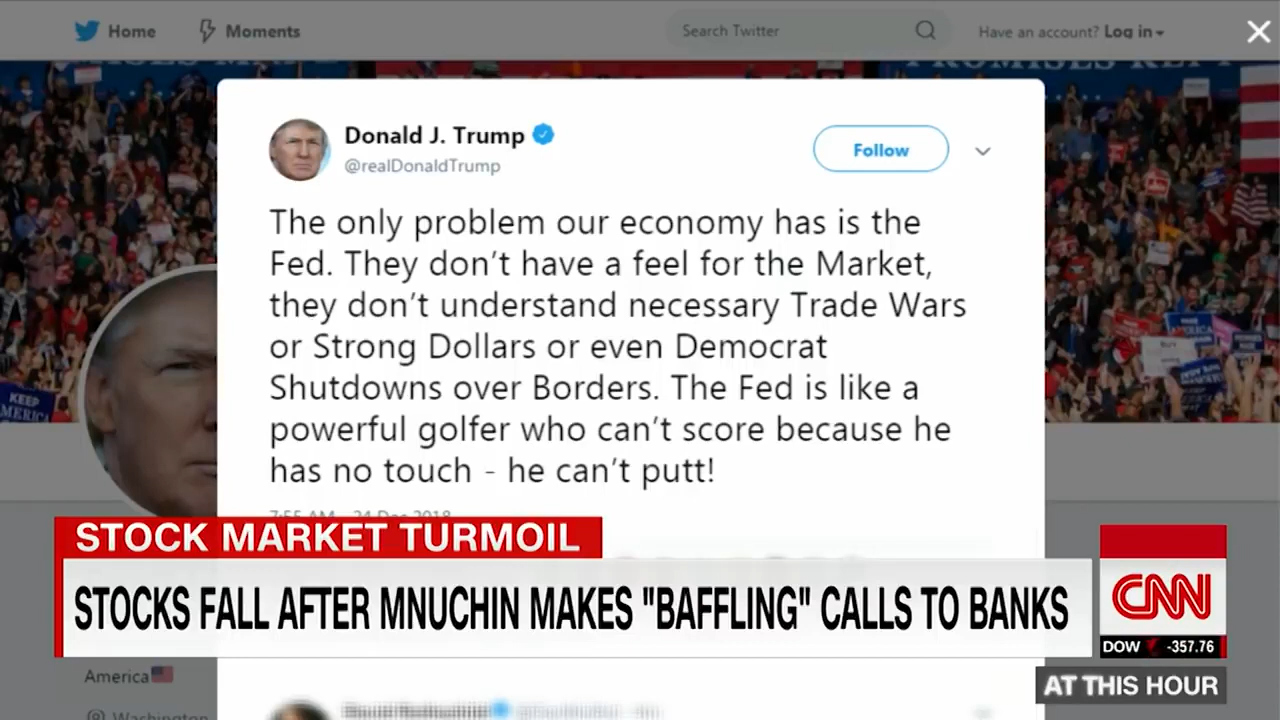 Home Moments Search Twitter Have an account? Log in
Donald J. Trump
@realDonaldTrump
Follow
The only problem our economy has is the
Fed. They don't have a feel for the Market,
they don't understand necessary Trade Wars
or Strong Dollars or even Democrat
Shutdowns over Borders. The Fed is like a
powerful golfer who can't score because he
has no touch - he can't putt!
7:55 AM - 24 Dec 2018
KEEP
AMERICA
STOCK MARKET TURMOIL
STOCKS FALL AFTER MNUCHIN MAKES "BAFFLING" CALLS TO BANKS
CNN
DOW -357.76
AT THIS HOUR
America
Washington